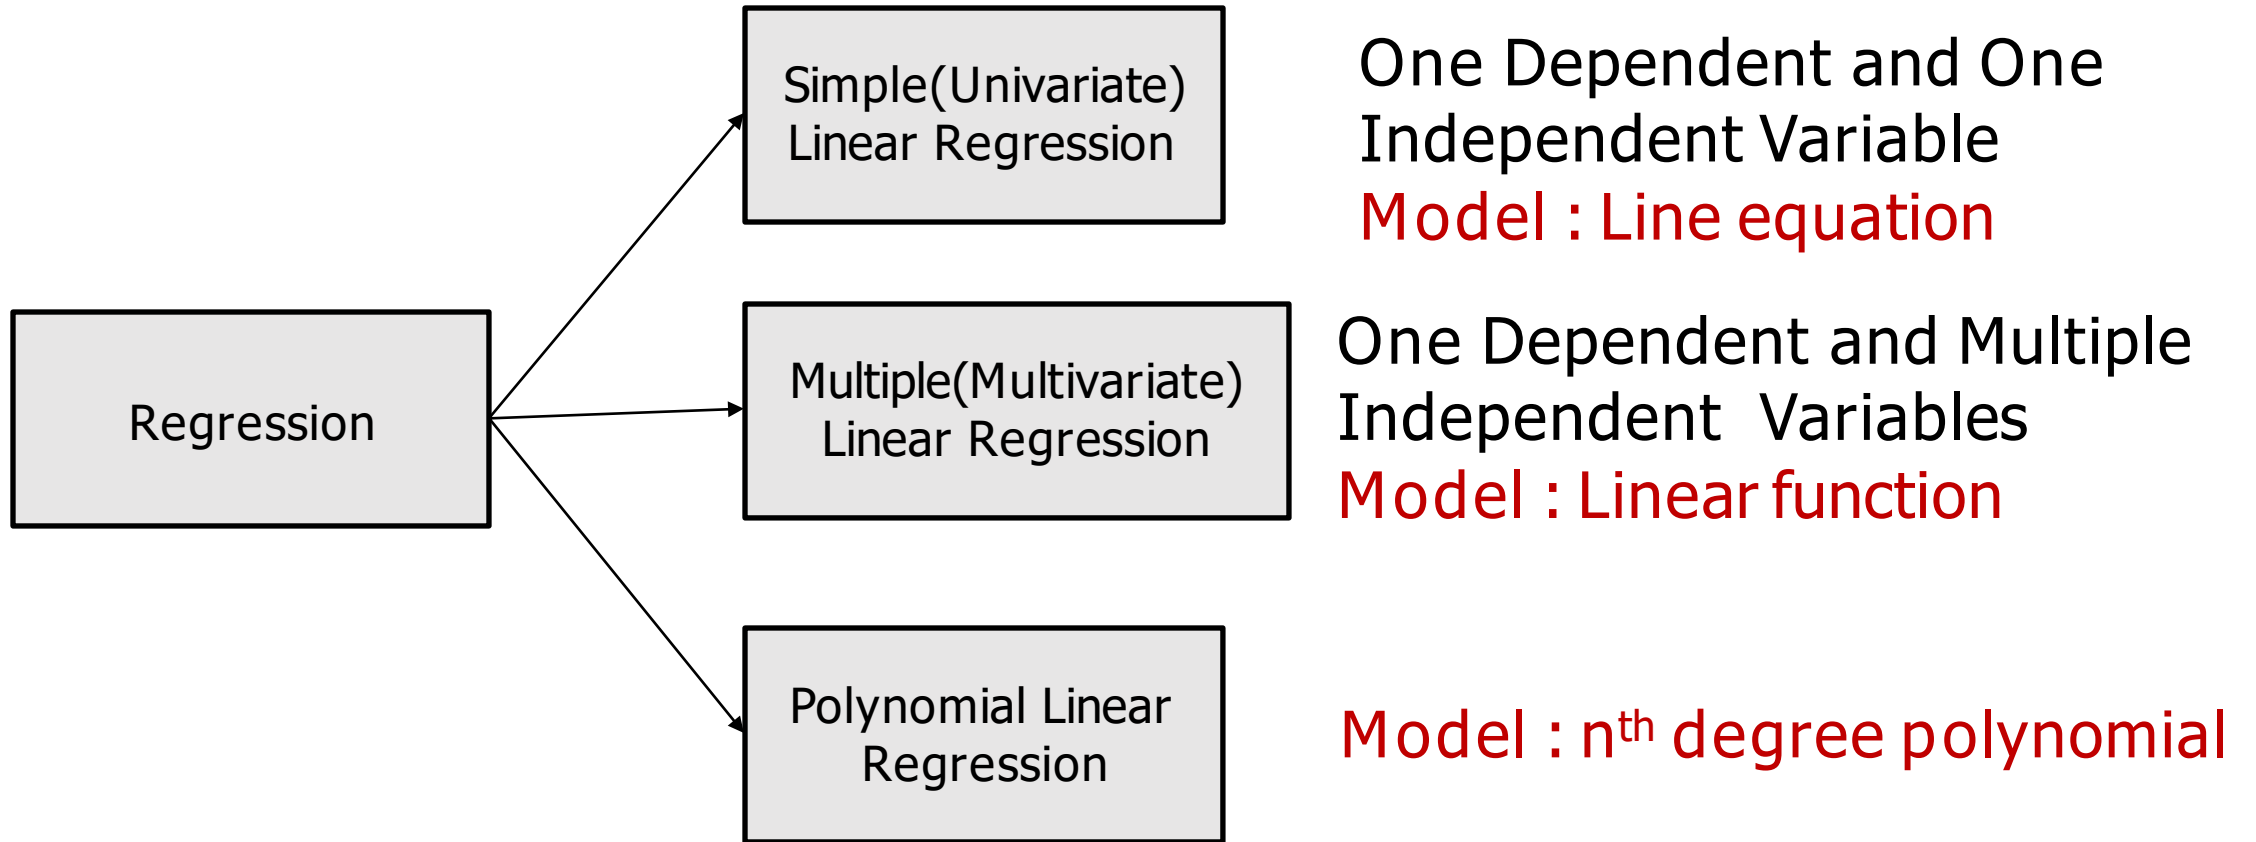 Regression
Simple(Univariate)
Linear Regression
One Dependent and One
Independent Variable
Model : Line equation
Multiple(Multivariate)
Linear Regression
One Dependent and Multiple
Independent Variables
Model : Linear function
Polynomial Linear
Regression
Model : nth degree polynomial